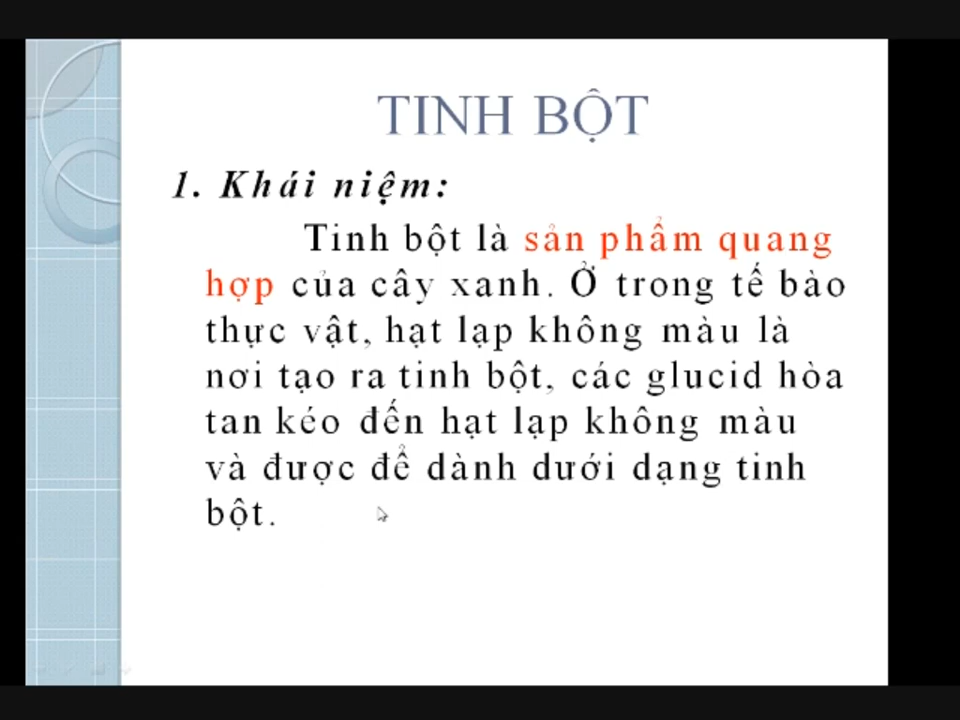 TINH BỘT
1. Khái niệm:
Tinh bột là sản phẩm quang
hợp của cây xanh. Ở trong tế bào
thực vật, hạt lạp không màu là
nơi tạo ra tinh bột, các glucid hòa
tan kéo đến hạt lạp không màu
và được để dành dưới dạng tinh
bột.